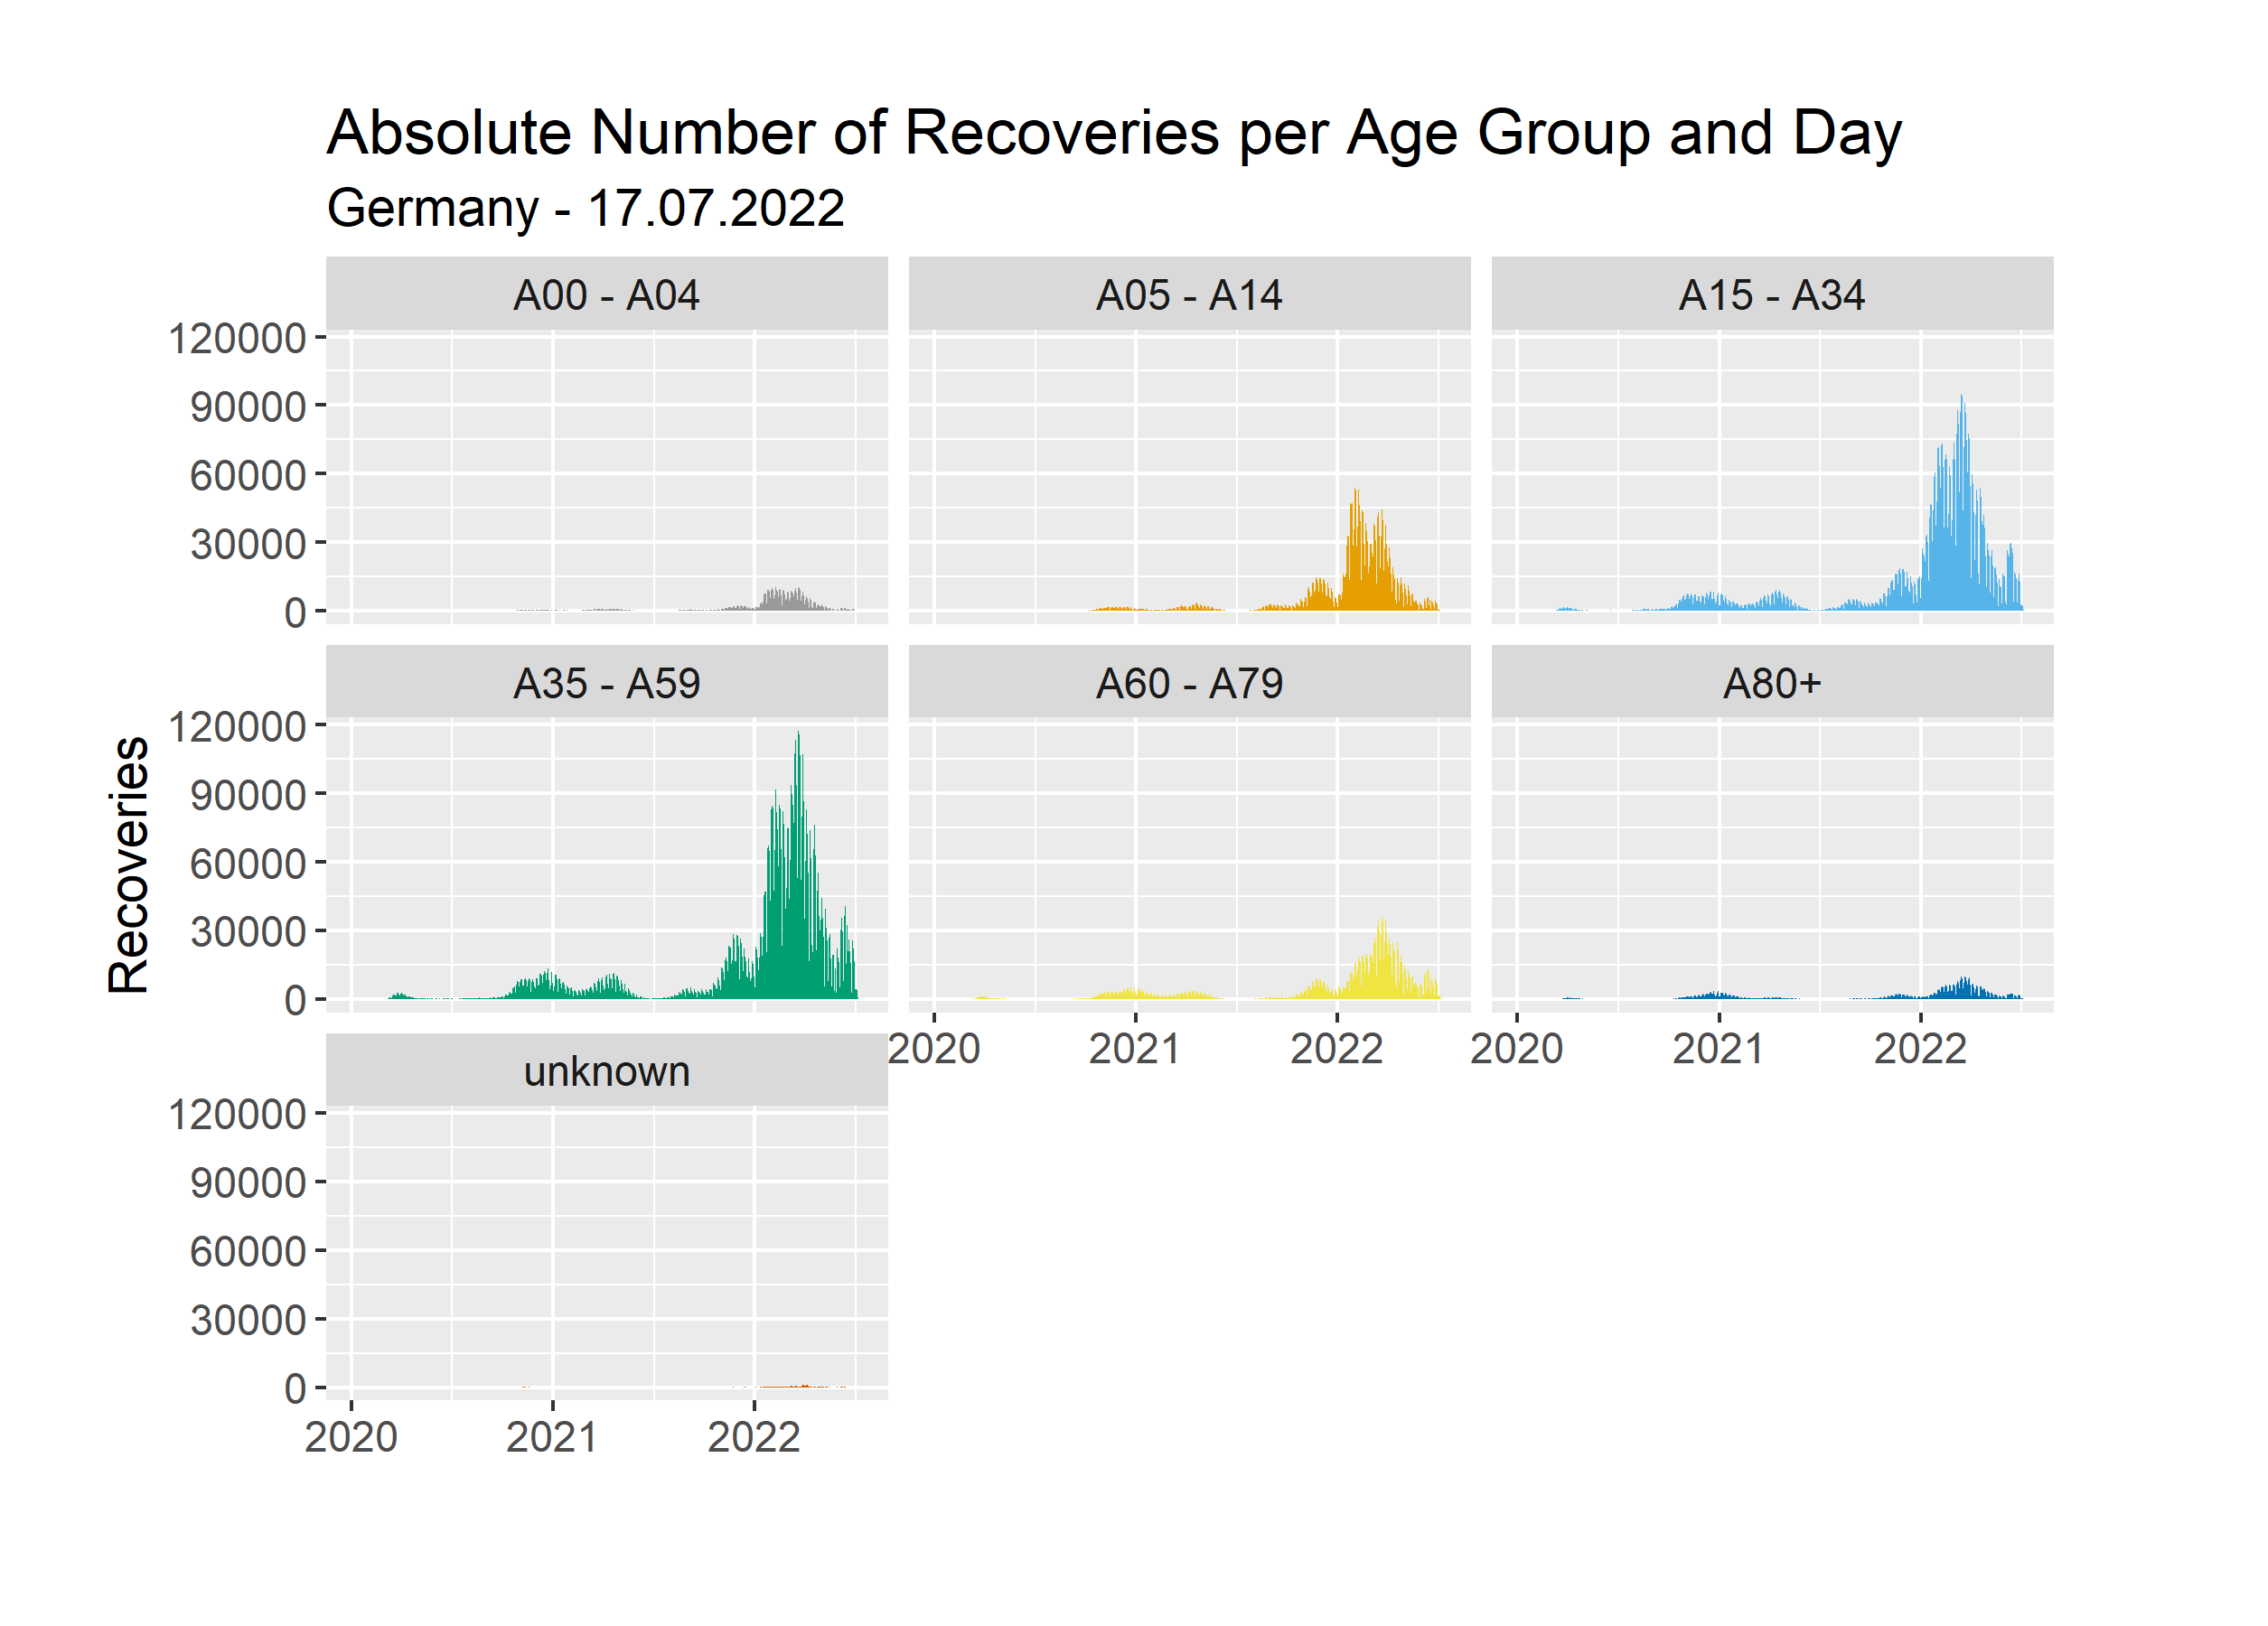 Absolute Number of Recoveries per Age Group and Day
Germany - 17.07.2022
A00 - A04
A05 - A14
A15 - A34
120000
90000
60000
30000
0
A35 - A59
A60 - A79
A80+
Recoveries
120000
90000
60000
30000
0
2020 2021 2022
2020 2021 2022
unknown
120000
90000
60000
30000
0
2020 2021 2022